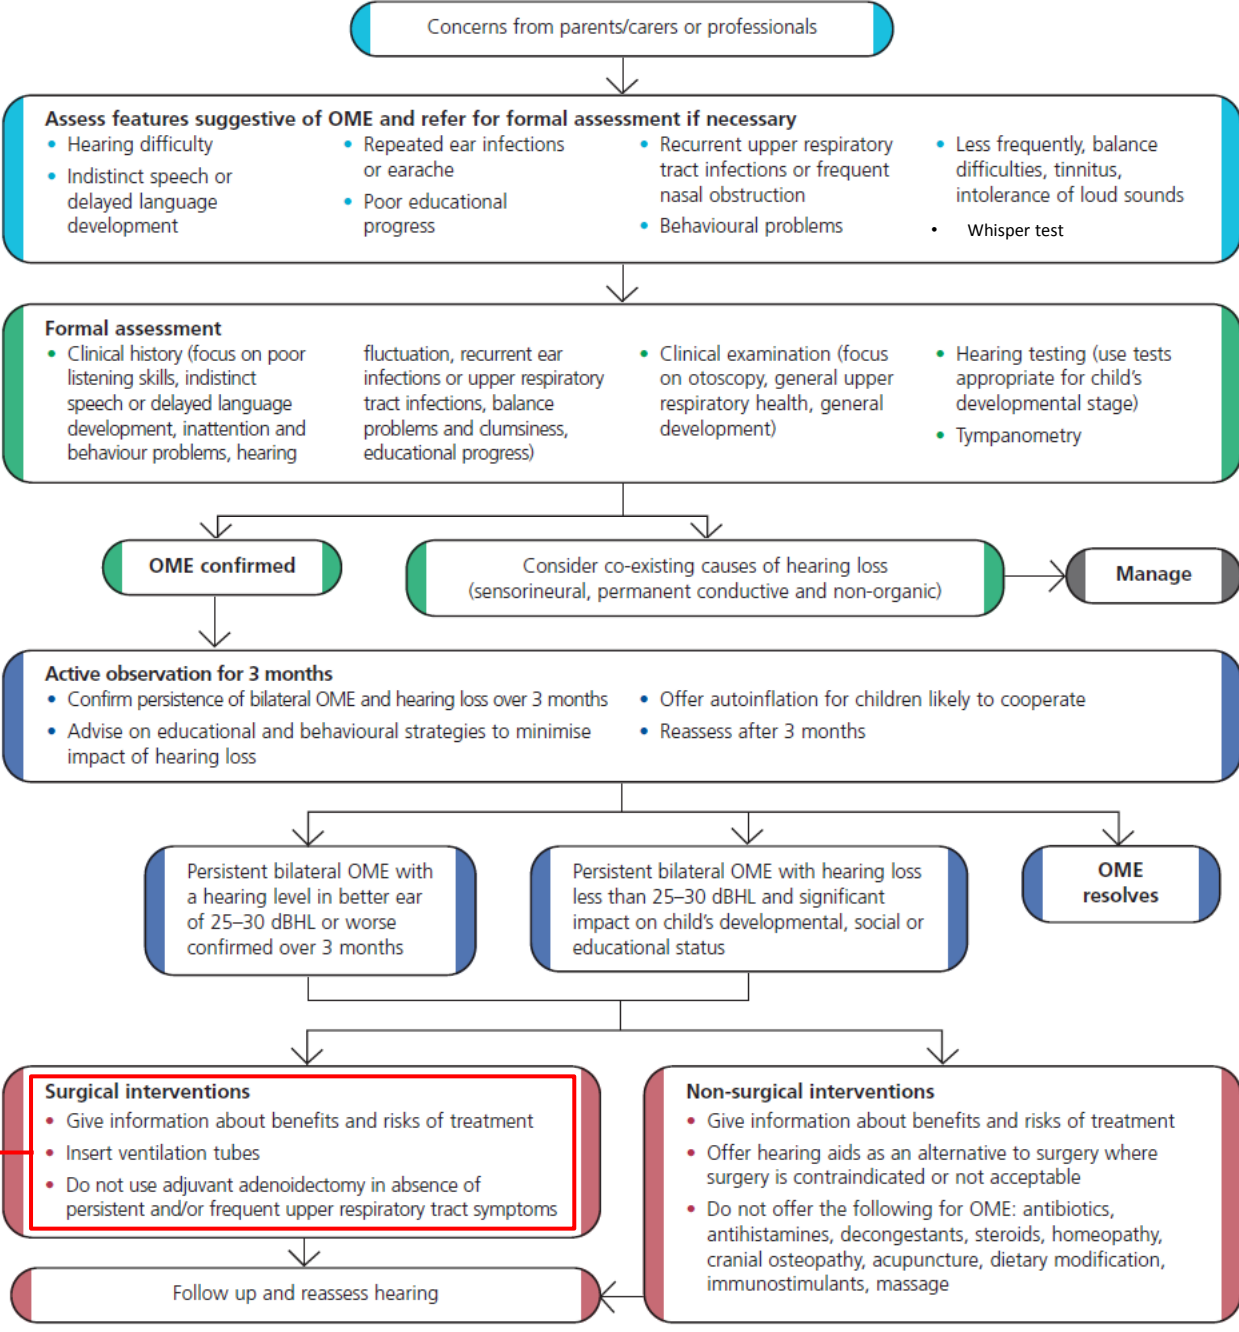 Concerns from parents/carers or professionals
Assess features suggestive of OME and refer for formal assessment if necessary
• Hearing difficulty
• Indistinct speech or
delayed language
development
• Repeated ear infections
or earache
• Poor educational
progress
• Recurrent upper respiratory
tract infections or frequent
nasal obstruction
• Behavioural problems
• Less frequently, balance
difficulties, tinnitus,
intolerance of loud sounds
• Whisper test
Formal assessment
• Clinical history (focus on poor
listening skills, indistinct
speech or delayed language
development, inattention and
behaviour problems, hearing
fluctuation, recurrent ear
infections or upper respiratory
tract infections, balance
problems and clumsiness,
educational progress)
• Clinical examination (focus
on otoscopy, general upper
respiratory health, general
development)
• Hearing testing (use tests
appropriate for child's
developmental stage)
• Tympanometry
OME confirmed
Consider co-existing causes of hearing loss
(sensorineural, permanent conductive and non-organic)
Manage
Active observation for 3 months
• Confirm persistence of bilateral OME and hearing loss over 3 months
• Advise on educational and behavioural strategies to minimise
impact of hearing loss
• Offer autoinflation for children likely to cooperate
• Reassess after 3 months
Persistent bilateral OME with
a hearing level in better ear
of 25–30 dBHL or worse
confirmed over 3 months
Persistent bilateral OME with hearing loss
less than 25–30 dBHL and significant
impact on child's developmental, social or
educational status
OME
resolves
Surgical interventions
• Give information about benefits and risks of treatment
• Insert ventilation tubes
• Do not use adjuvant adenoidectomy in absence of
persistent and/or frequent upper respiratory tract symptoms
Non-surgical interventions
• Give information about benefits and risks of treatment
• Offer hearing aids as an alternative to surgery where
surgery is contraindicated or not acceptable
• Do not offer the following for OME: antibiotics,
antihistamines, decongestants, steroids, homeopathy,
cranial osteopathy, acupuncture, dietary modification,
immunostimulants, massage
Follow up and reassess hearing